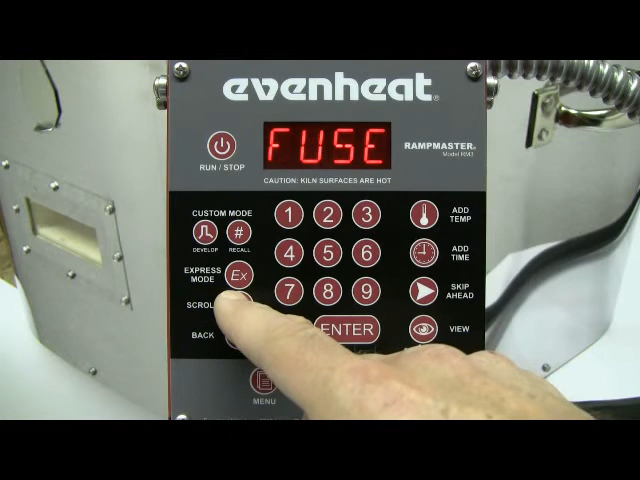 evenheat®
FUSE
RAMPMASTER®
Model RM3
RUN / STOP
CAUTION: KILN SURFACES ARE HOT
CUSTOM MODE
#
DEVELOP
RECALL
1 2 3
ADD TEMP
EXPRESS MODE
Ex
4 5 6
ADD TIME
SCROLL
7 8 9
SKIP AHEAD
BACK
ENTER
VIEW
MENU